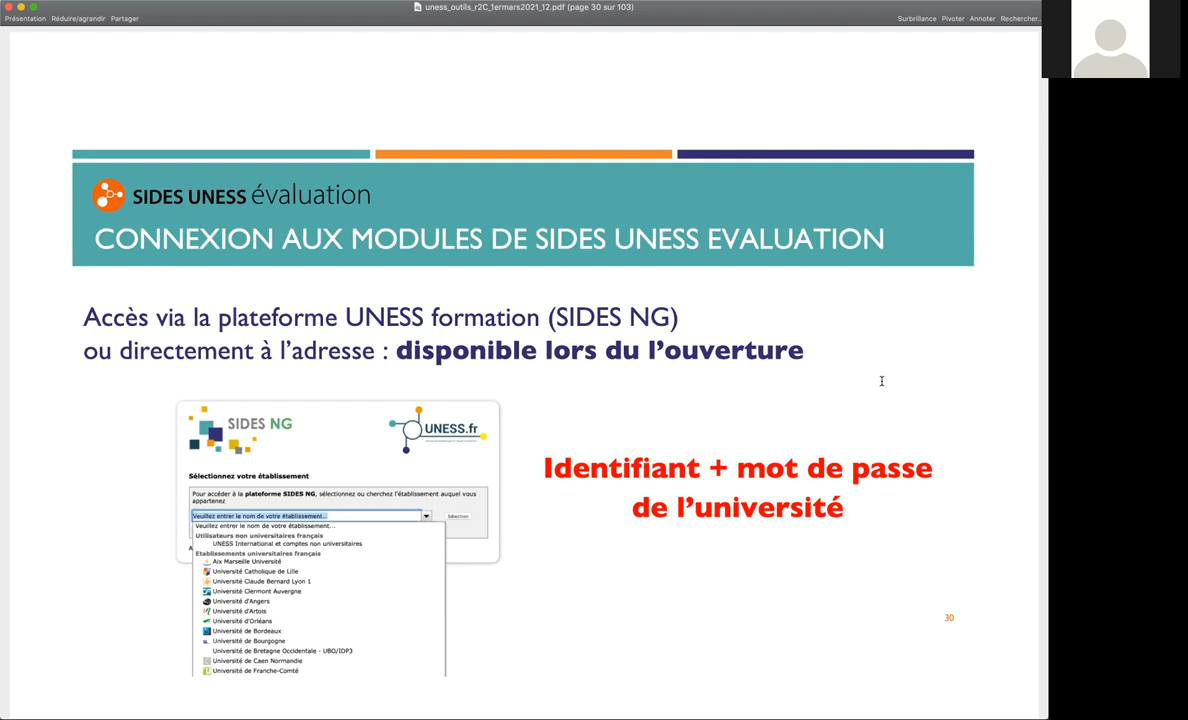 uness_outils_r2C_1ermars2021_12.pdf (page 30 sur 103)
Présentation Réduire/agrandir Partager
Surbrillance Pivoter Annoter Rechercher...
SIDES UNESS évaluation
CONNEXION AUX MODULES DE SIDES UNESS EVALUATION
Accès via la plateforme UNESS formation (SIDES NG)
ou directement à l'adresse : disponible lors du l'ouverture
SIDES NG
UNESS.fr
Sélectionnez votre établissement
Pour accéder à la plateforme SIDES NG, sélectionnez ou cherchez l'établissement auquel vous
appartenez
Veuillez entrer le nom de votre établissement...
Sélection
Veuillez entrer le nom de votre établissement...
Utilisateurs non universitaires français
UNESS International et comptes non universitaires
Etablissements universitaires français
A
Aix Marseille Université
Université Catholique de Lille
Université Claude Bernard Lyon 1
Université Clermont Auvergne
Université d'Angers
Université d'Artois
Université d'Orléans
Université de Bordeaux
Université de Bourgogne
Université de Bretagne Occidentale - UBO/IDP3
Université de Caen Normandie
Université de Franche-Comté
Identifiant + mot de passe
de l'université
30